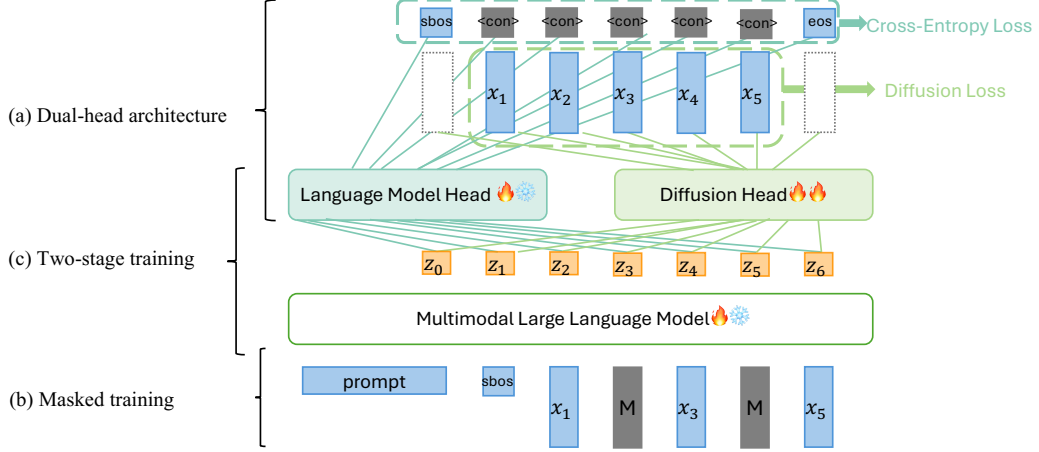 sbos <con> <con> <con> <con> <con> eos Cross-Entropy Loss
x₁ x₂ x₃ x₄ x₅ Diffusion Loss
(a) Dual-head architecture
Language Model Head Diffusion Head
(c) Two-stage training
z₀ z₁ z₂ z₃ z₄ z₅ z₆
Multimodal Large Language Model
prompt sbos
(b) Masked training
x₁ M x₃ M x₅